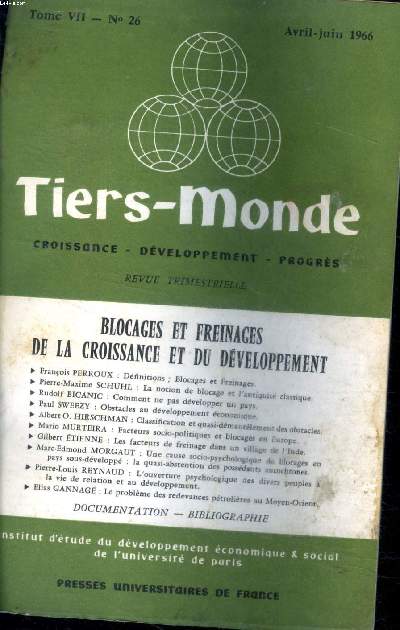 Tome VII — No 26
Avril-juin 1966
Tiers-Monde
CROISSANCE - DÉVELOPPEMENT - PROGRÈS
REVUE TRIMESTRIELLE
BLOCAGES ET FREINAGES
DE LA CROISSANCE ET DU DÉVELOPPEMENT
▶ François PERROUX : Définitions ; Blocages et Freinages.
▶ Pierre-Maxime SCHUHL : La notion de blocage et l'antiquité classique.
▶ Rudolf BICANIC : Comment ne pas développer un pays.
▶ Paul SWEEZY : Obstacles au développement économique.
▶ Albert O. HIRSCHMAN : Classification et quasi-démantèlement des obstacles.
▶ Mario MURTEIRA : Facteurs socio-politiques et blocages en Europe.
▶ Gilbert ÉTIENNE : Les facteurs de freinage dans un village de l'Inde.
▶ Marc-Edmond MORGAUT : Une cause socio-psychologique de blocages en
pays sous-développé : la quasi-abstention des possédants autochtones.
▶ Pierre-Louis REYNAUD : L'ouverture psychologique des divers peuples à
la vie de relation et au développement.
▶ Elias GANNAGÉ : Le problème des redevances pétrolières au Moyen-Orient.
DOCUMENTATION — BIBLIOGRAPHIE
nstitut d'étude du développement économique & social
de l'université de paris
PRESSES UNIVERSITAIRES DE FRANCE